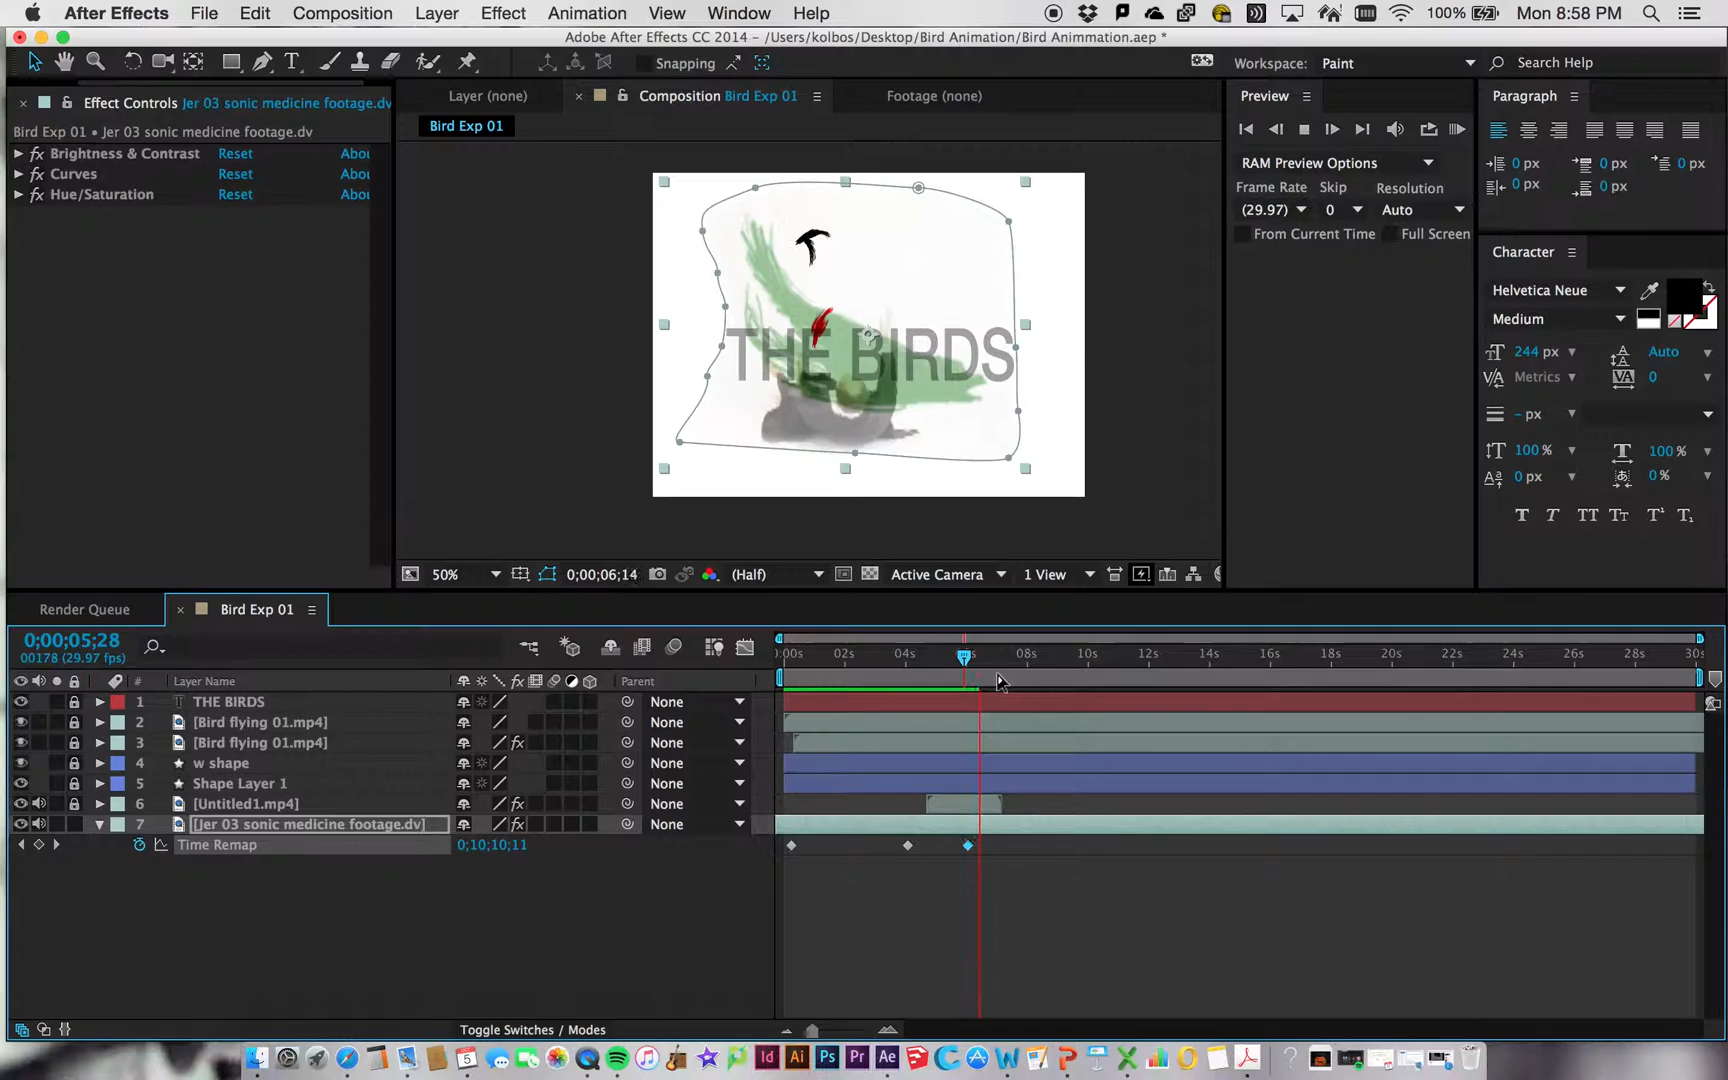 After Effects File Edit Composition Layer Effect Animation View Window Help 100% Mon 8:58 PM
Adobe After Effects CC 2014 - /Users/kolbos/Desktop/Bird Animation/Bird Animmation.aep *
Snapping Workspace: Paint Search Help
Effect Controls Jer 03 sonic medicine footage.dv Layer (none) Composition Bird Exp 01 Footage (none) Preview Paragraph
Bird Exp 01 • Jer 03 sonic medicine footage.dv Bird Exp 01
fx Brightness & Contrast Reset Abou
fx Curves Reset Abou
fx Hue/Saturation Reset Abou
THE BIRDS
RAM Preview Options
Frame Rate Skip Resolution
(29.97) 0 Auto
From Current Time Full Screen
0 px 0 px 0 px
0 px 0 px
Character
Helvetica Neue
Medium
244 px Auto
Metrics 0
- px
100 % 100 %
0 px 0 %
T T TT Tt T¹ T₁
50% 0;00;06;14 (Half) Active Camera 1 View
Render Queue Bird Exp 01
0;00;05;28
00178 (29.97 fps)
:00s 02s 04s 08s 10s 12s 14s 16s 18s 20s 22s 24s 26s 28s 30s
# Layer Name fx Parent
1 T THE BIRDS None
2 [Bird flying 01.mp4] None
3 [Bird flying 01.mp4] fx None
4 w shape None
5 Shape Layer 1 None
6 [Untitled1.mp4] fx None
7 [Jer 03 sonic medicine footage.dv] fx None
Time Remap 0;10;10;11
Toggle Switches / Modes
5 Id Ai Ps Pr Ae